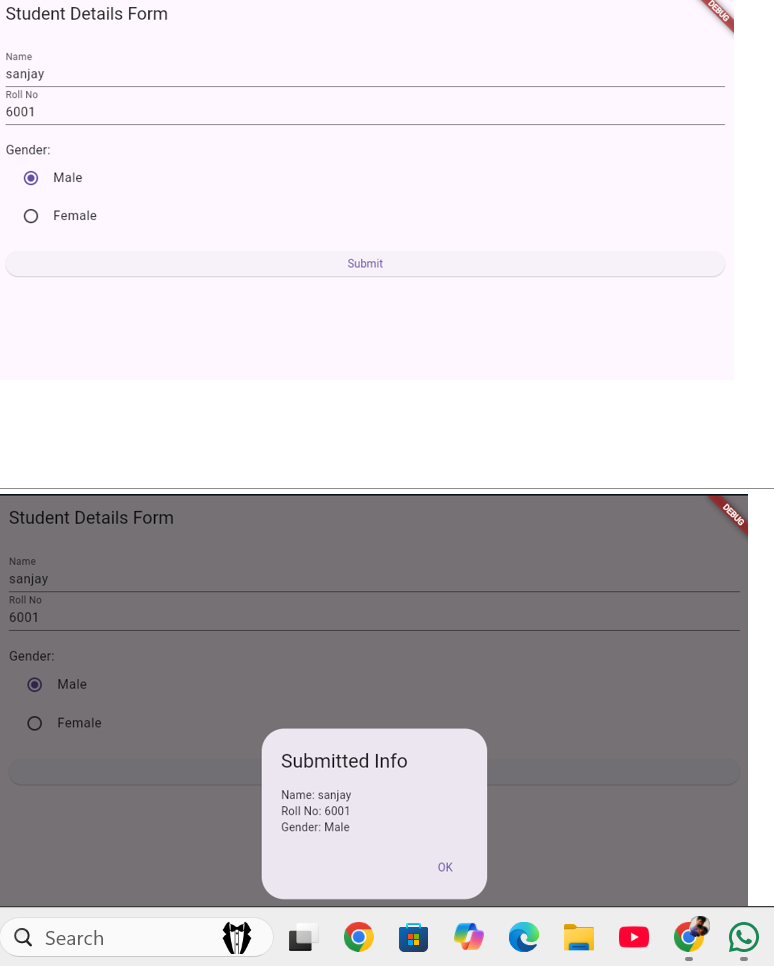 Student Details Form
DEBUG
Name
sanjay
Roll No
6001
Gender:
Male
Female
Submit
Student Details Form
DEBUG
Name
sanjay
Roll No
6001
Gender:
Male
Female
Submitted Info
Name: sanjay
Roll No: 6001
Gender: Male
OK
Search